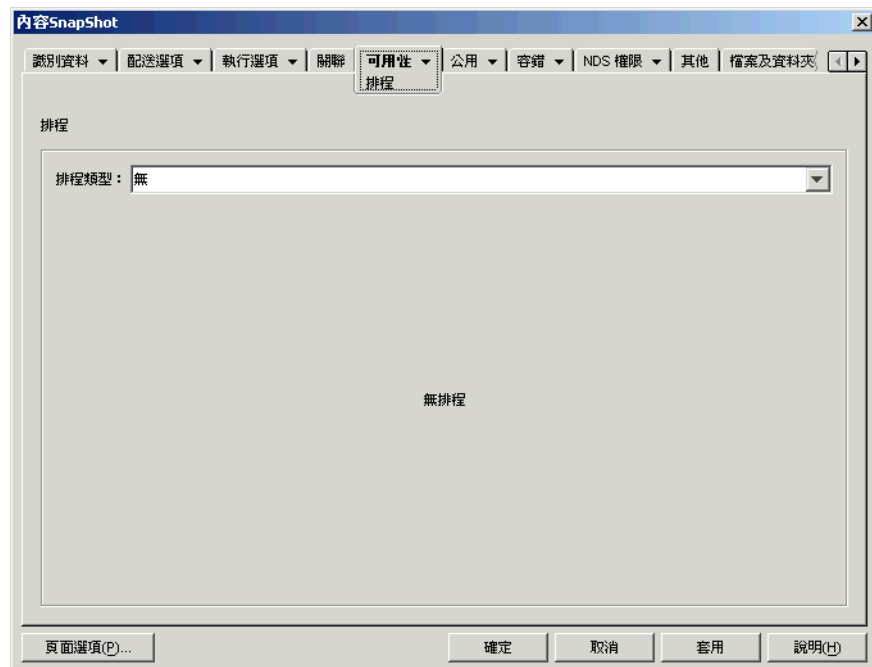 內容SnapShot
識別資料 配送選項 執行選項 關聯 可用性 公用 容錯 NDS 權限 其他 檔案及資料夾
排程
排程
排程類型：無
無排程
頁面選項(P)... 確定 取消 套用 說明(H)